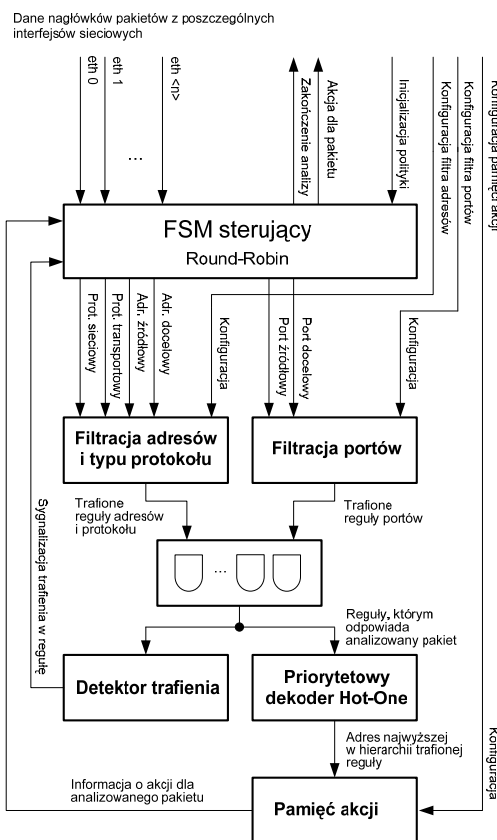 Dane nagłówków pakietów z poszczególnych
interfejsów sieciowych
eth 0
eth 1
eth <n>
...
Zakończenie analizy
Akcja dla pakietu
Inicjalizacja polityki
Konfiguracja filtra adresów
Konfiguracja filtra portów
Konfiguracja pamięci akcji
FSM sterujący
Round-Robin
Prot. sieciowy
Prot. transportowy
Adr. źródłowy
Adr. docelowy
Konfiguracja
Port źródłowy
Port docelowy
Konfiguracja
Filtracja adresów
i typu protokołu
Filtracja portów
Trafione
reguły adresów
i protokołu
Trafione
reguły portów
...
Sygnalizacja trafienia w regułę
Reguły, którym
odpowiada
analizowany pakiet
Detektor trafienia
Priorytetowy
dekoder Hot-One
Adres najwyższej
w hierarchii trafionej
reguły
Konfiguracja
Informacja o akcji dla
analizowanego pakietu
Pamięć akcji